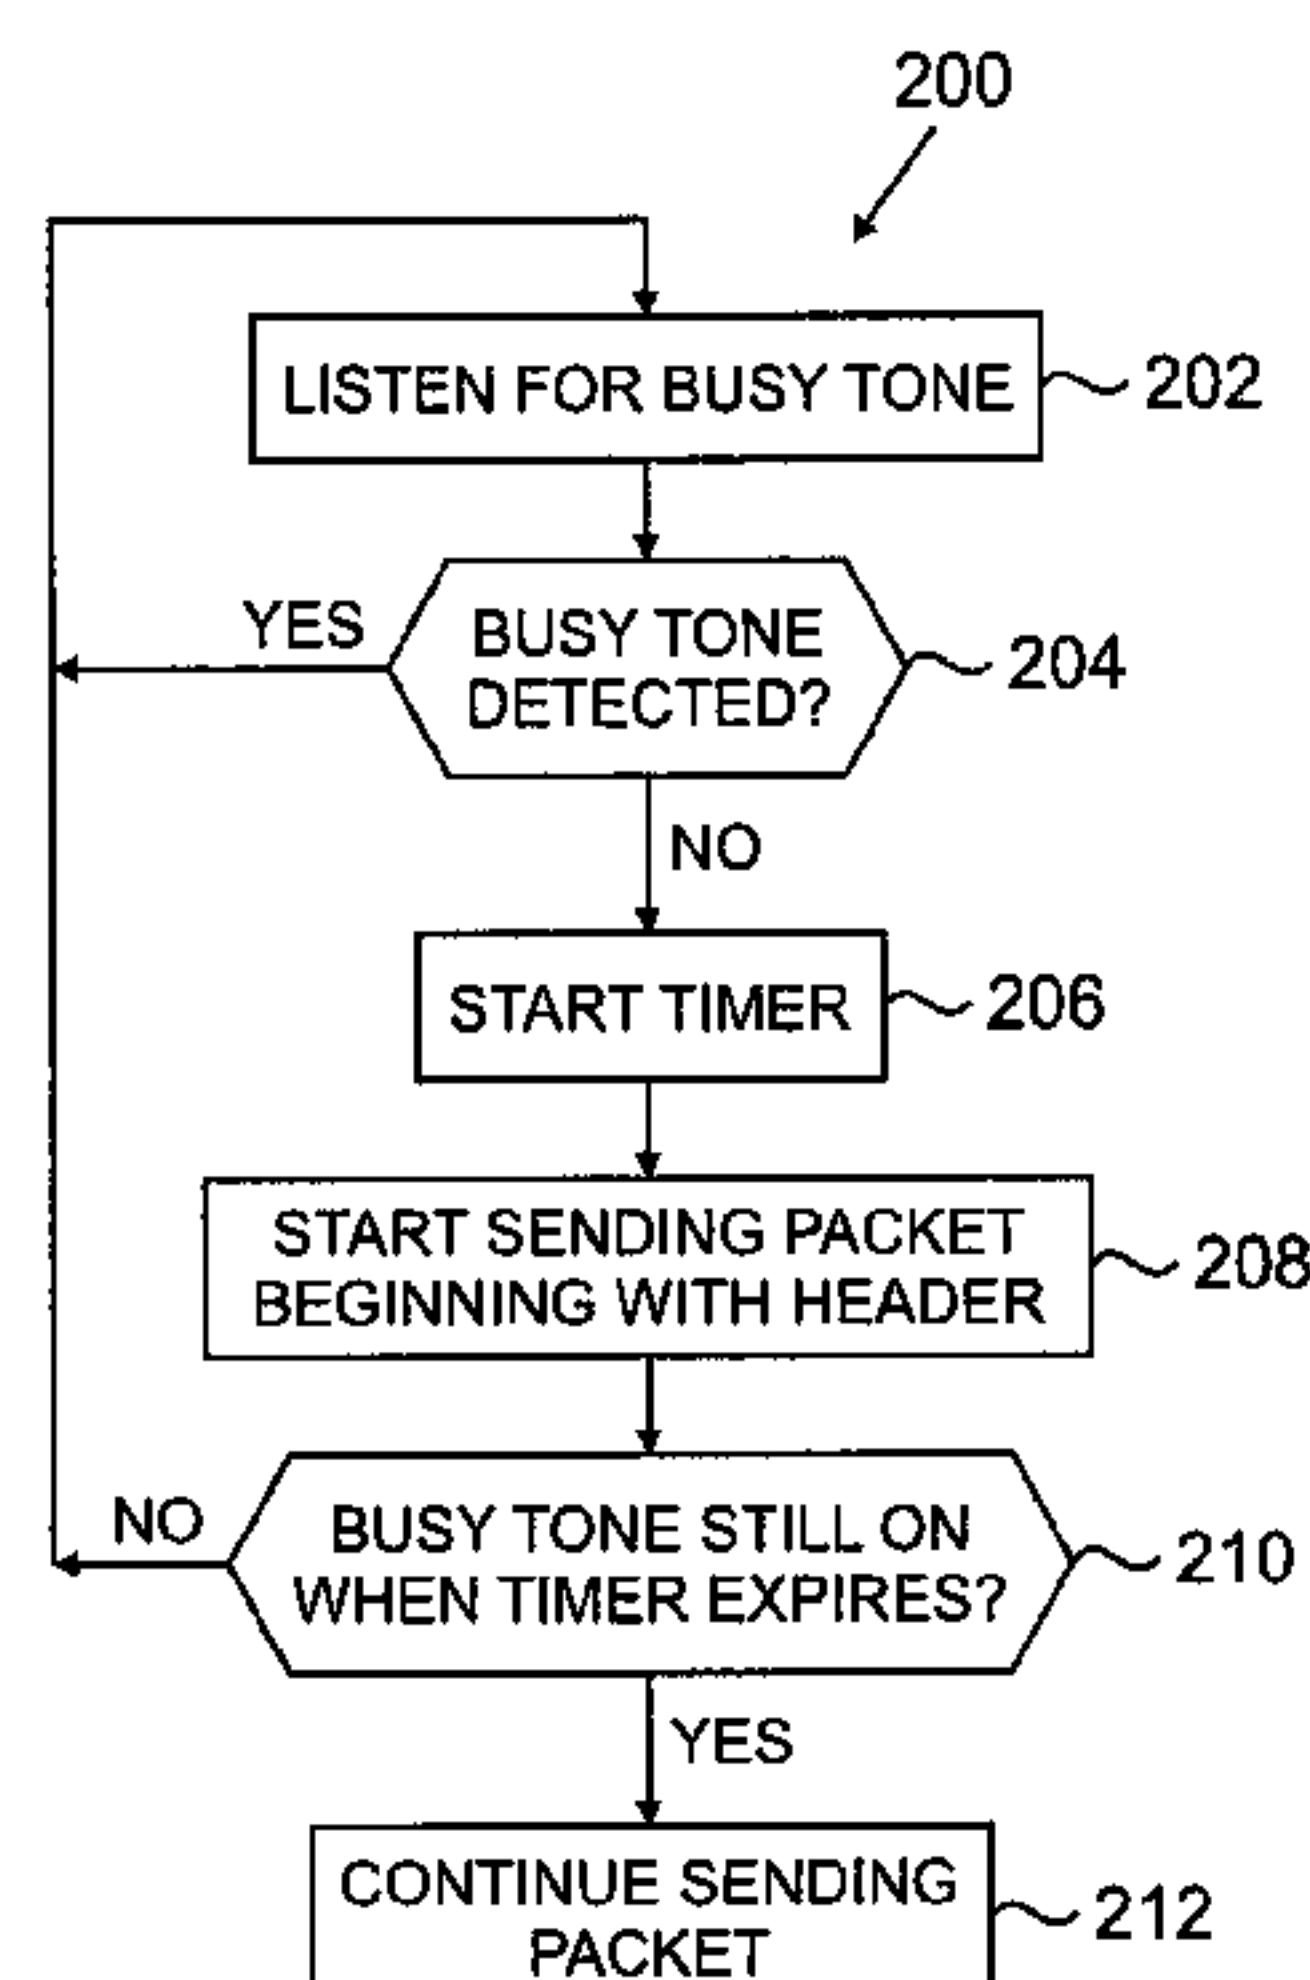 200
LISTEN FOR BUSY TONE
202
YES
BUSY TONE
DETECTED?
204
NO
START TIMER
206
START SENDING PACKET
BEGINNING WITH HEADER
208
NO
BUSY TONE STILL ON
WHEN TIMER EXPIRES?
210
YES
CONTINUE SENDING
PACKET
212